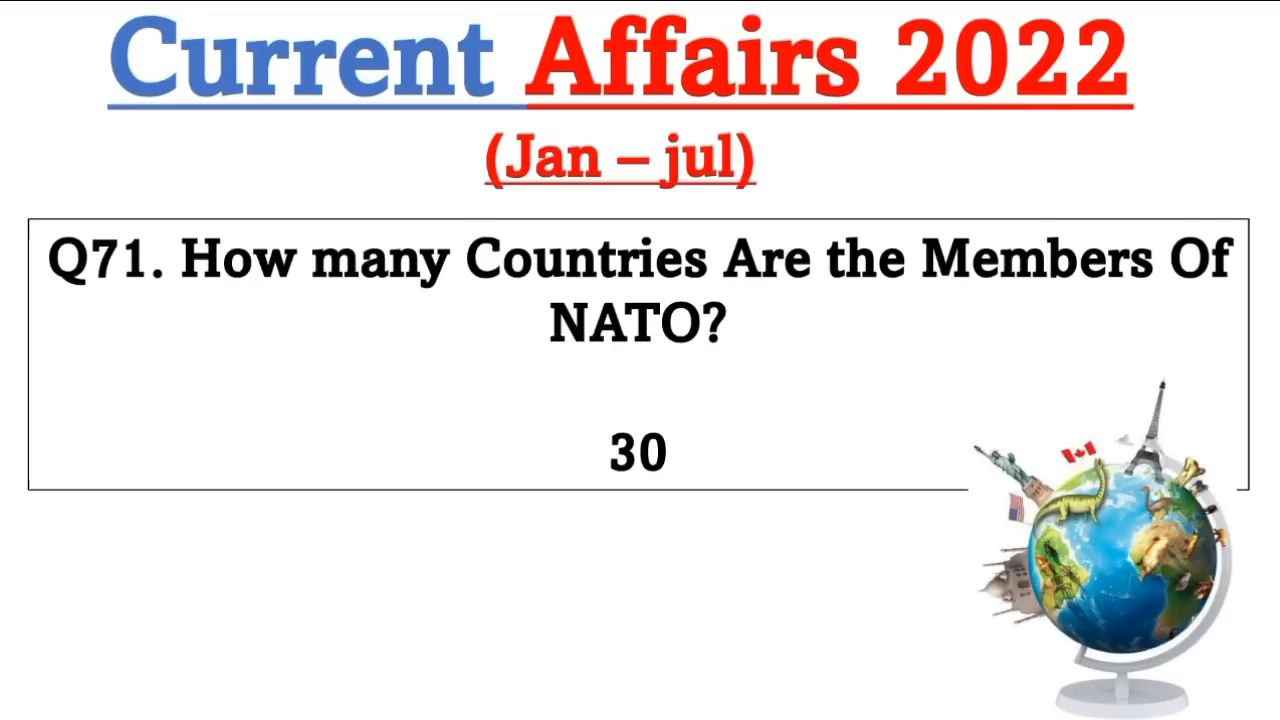 Current Affairs 2022
(Jan – jul)
Q71. How many Countries Are the Members Of
NATO?
30